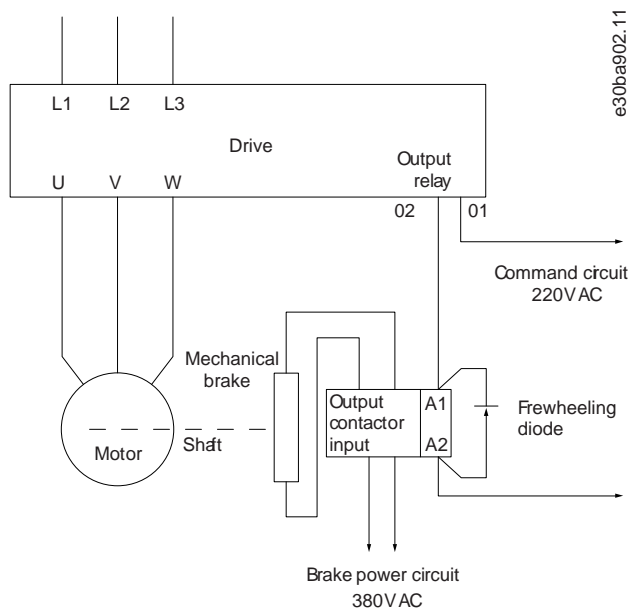 e30ba902.11
L1 L2 L3
Drive
Output
relay
U V W
02 01
Command circuit
220V AC
Mechanical
brake
Output
contactor
input
A1
A2
Frewheeling
diode
Motor
Shaft
Brake power circuit
380V AC